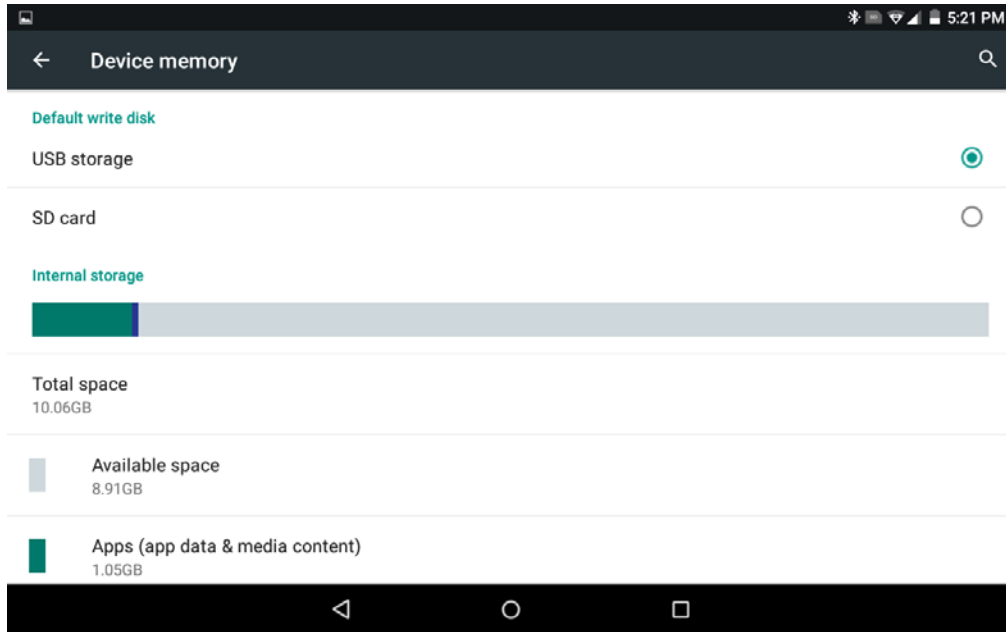 5:21 PM
Device memory
Default write disk
USB storage
SD card
Internal storage
Total space
10.06GB
Available space
8.91GB
Apps (app data & media content)
1.05GB